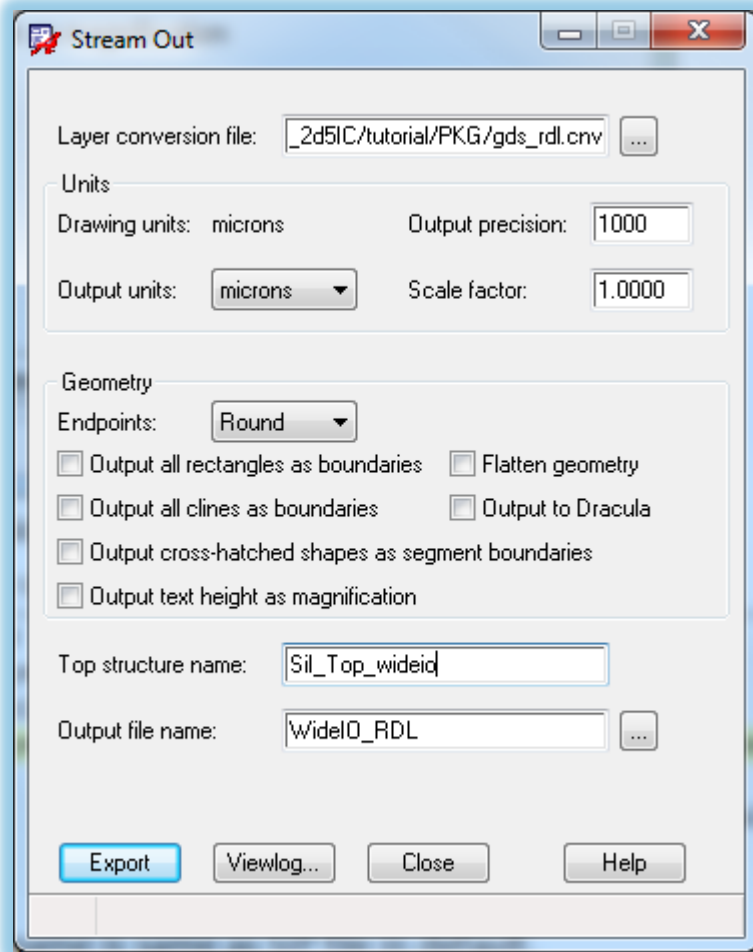 Stream Out
Layer conversion file: _2d5IC/tutorial/PKG/gds_rdl.cnv ...
Units
Drawing units: microns Output precision: 1000
Output units: microns Scale factor: 1.0000
Geometry
Endpoints: Round
Output all rectangles as boundaries Flatten geometry
Output all clines as boundaries Output to Dracula
Output cross-hatched shapes as segment boundaries
Output text height as magnification
Top structure name: Sil_Top_wideio
Output file name: WideIO_RDL ...
Export Viewlog... Close Help